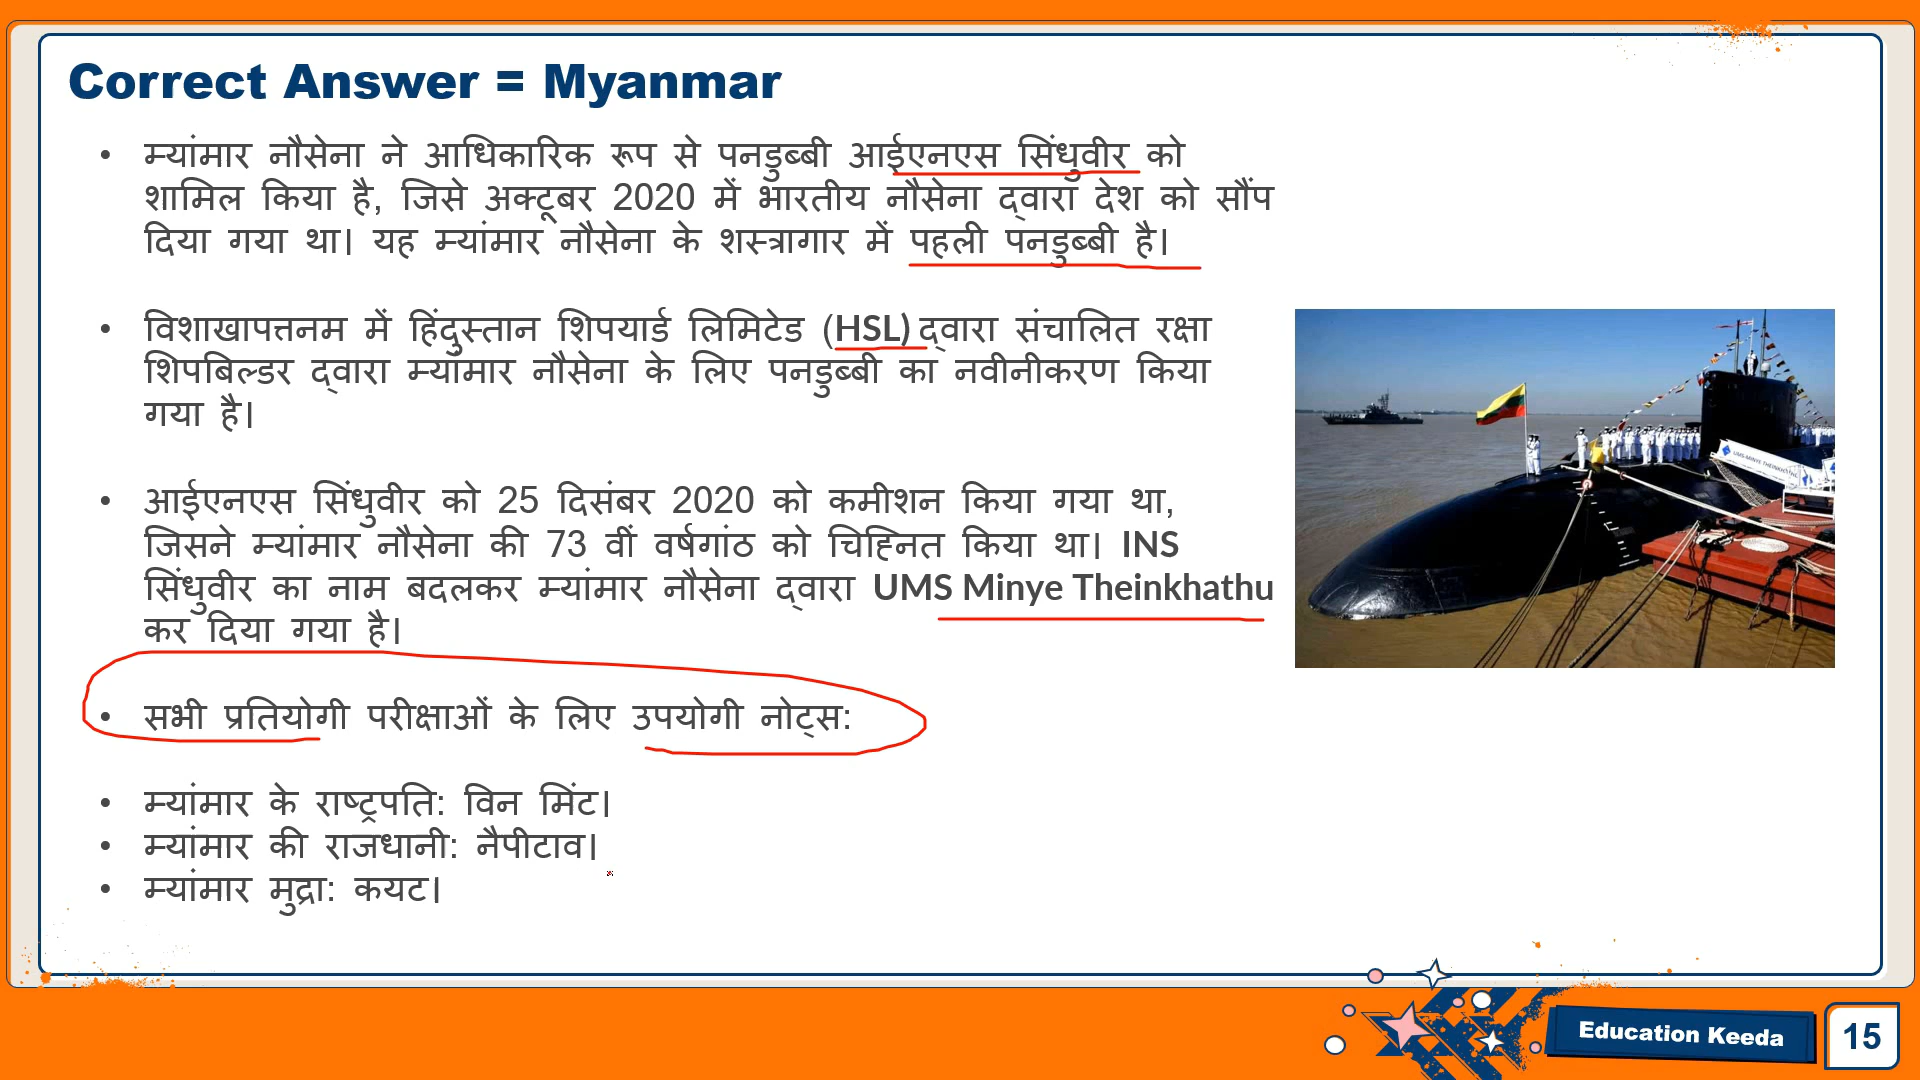 Correct Answer = Myanmar
• म्यांमार नौसेना ने आधिकारिक रूप से पनडुब्बी आईएनएस सिंधुवीर को
शामिल किया है, जिसे अक्टूबर 2020 में भारतीय नौसेना द्वारा देश को सौंप
दिया गया था। यह म्यांमार नौसेना के शस्त्रागार में पहली पनडुब्बी है।
• विशाखापत्तनम में हिंदुस्तान शिपयार्ड लिमिटेड (HSL) द्वारा संचालित रक्षा
शिपबिल्डर द्वारा म्यांमार नौसेना के लिए पनडुब्बी का नवीनीकरण किया
गया है।
• आईएनएस सिंधुवीर को 25 दिसंबर 2020 को कमीशन किया गया था,
जिसने म्यांमार नौसेना की 73 वीं वर्षगांठ को चिह्नित किया था। INS
सिंधुवीर का नाम बदलकर म्यांमार नौसेना द्वारा UMS Minye Theinkhathu
कर दिया गया है।
• सभी प्रतियोगी परीक्षाओं के लिए उपयोगी नोट्स:
• म्यांमार के राष्ट्रपति: विन मिंट।
• म्यांमार की राजधानी: नैपीटाव।
• म्यांमार मुद्रा: कयट।
Education Keeda
15